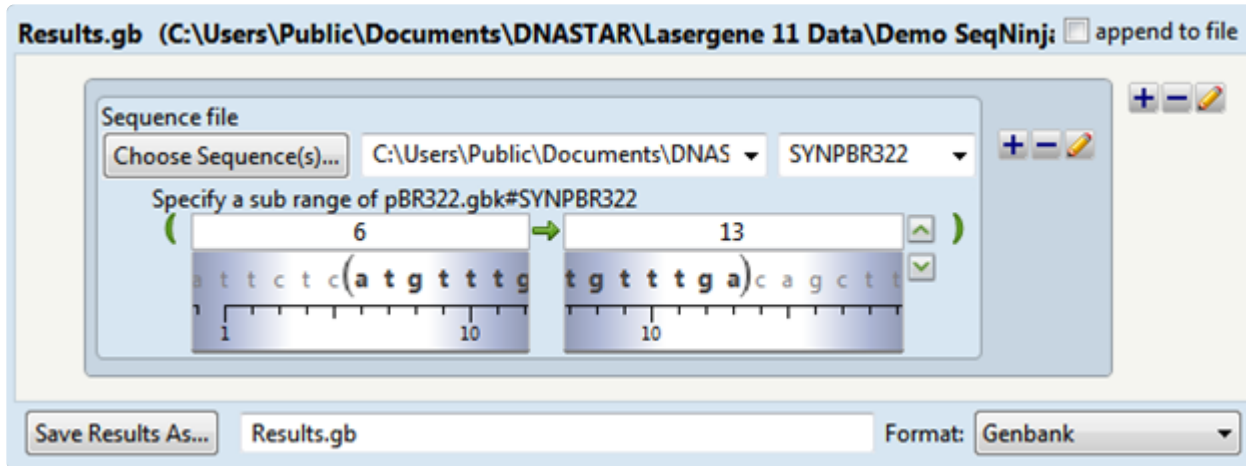 Results.gb (C:\Users\Public\Documents\DNASTAR\Lasergene 11 Data\Demo SeqNinja append to file
Sequence file
Choose Sequence(s)... C:\Users\Public\Documents\DNAS SYNPBR322
Specify a sub range of pBR322.gbk#SYNPBR322
( 6 13 )
a t t c t c ( a t g t t t g t g t t t g a ) c a g c t t
1 10 10
Save Results As... Results.gb Format: Genbank